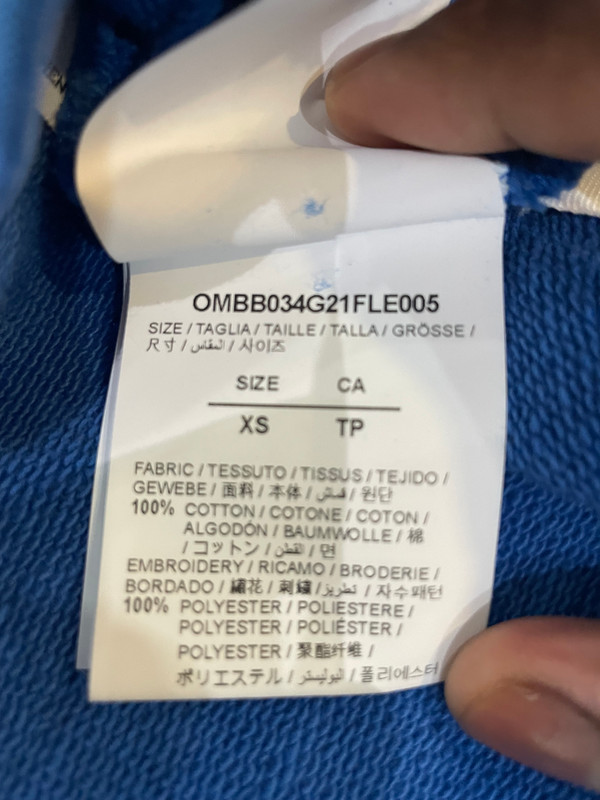 OMBB034G21FLE005
SIZE / TAGLIA / TAILLE / TALLA / GRÖSSE /
尺寸 / المقاس / 사이즈
SIZE CA
XS TP
FABRIC / TESSUTO / TISSUS / TEJIDO /
GEWEBE / 面料 / 本体 / قماش / 원단
100% COTTON / COTONE / COTON /
ALGODÓN / BAUMWOLLE / 棉
/ コットン / القطن / 면
EMBROIDERY / RICAMO / BRODERIE /
BORDADO / 繡花 / 刺繍 / تطريز / 자수패턴
100% POLYESTER / POLIESTERE /
POLYESTER / POLIÉSTER /
POLYESTER / 聚酯纤维 /
ポリエステル / البوليستر / 폴리에스터